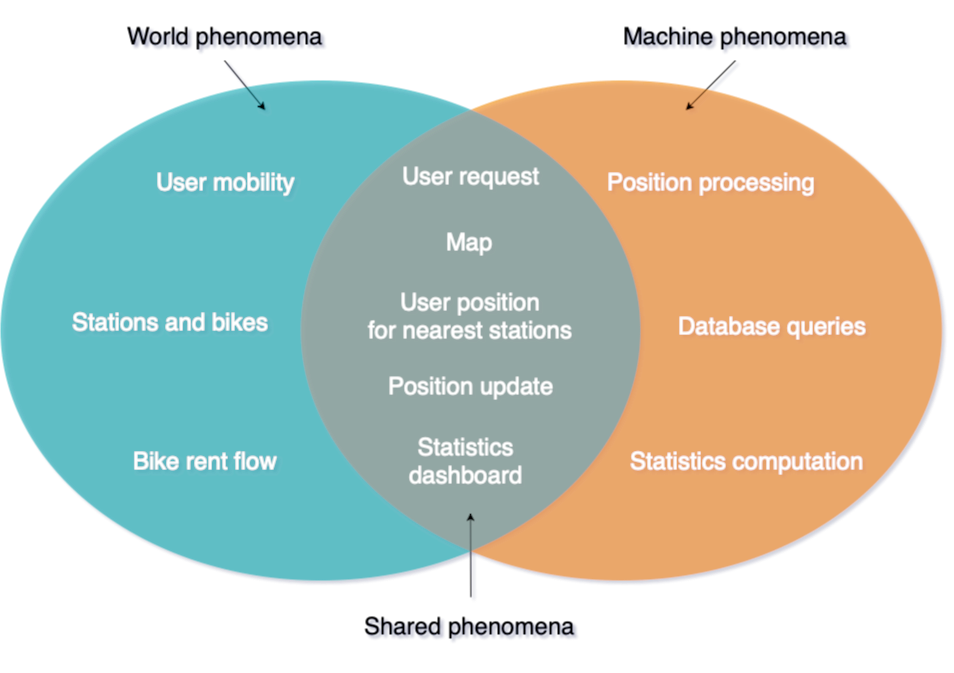 World phenomena
Machine phenomena
User mobility
Stations and bikes
Bike rent flow
User request
Map
User position
for nearest stations
Position update
Statistics
dashboard
Position processing
Database queries
Statistics computation
Shared phenomena